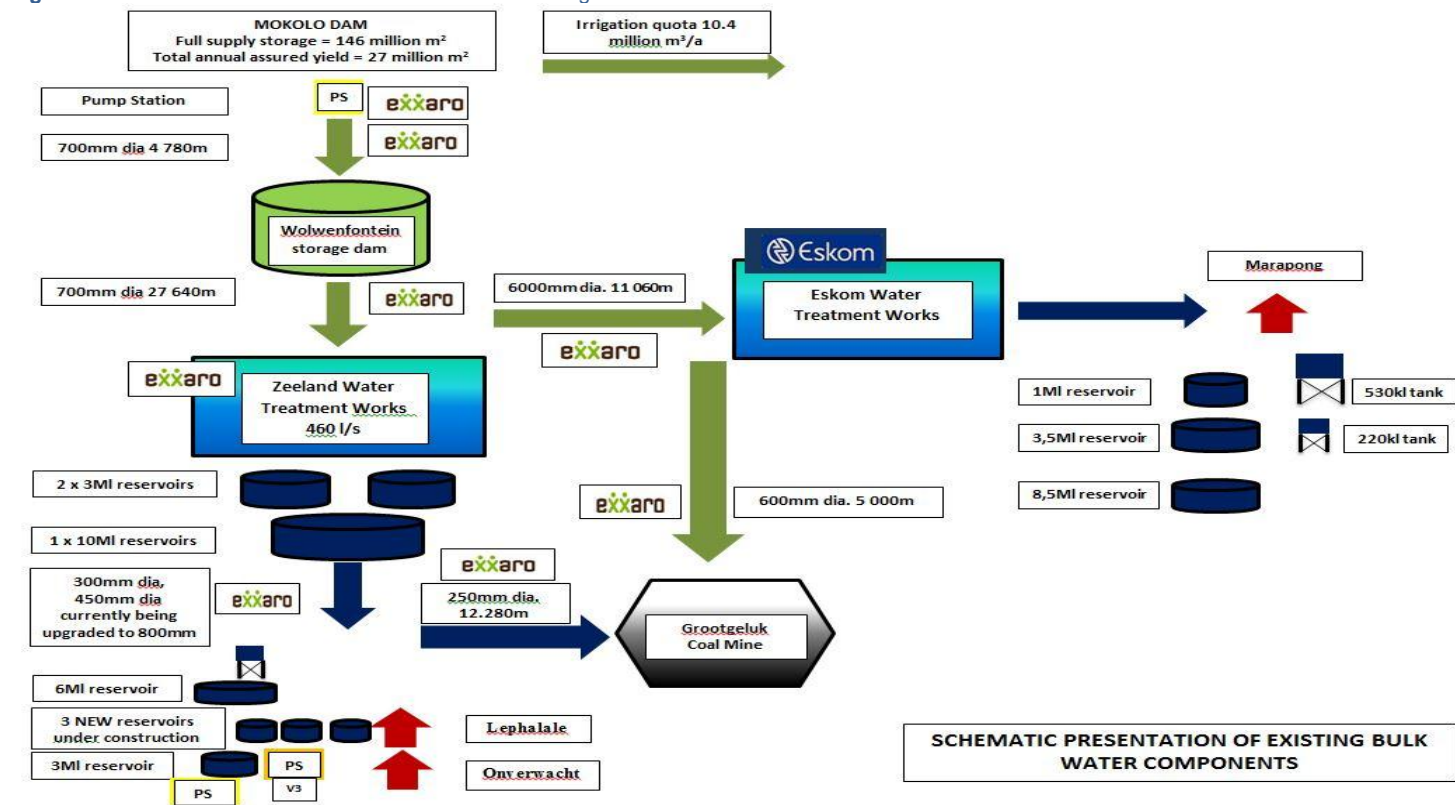 MOKOLO DAM
Full supply storage = 146 million m²
Total annual assured yield = 27 million m²
Irrigation quota 10.4
million m³/a
Pump Station
PS
exxaro
exxaro
700mm dia 4 780m
Wolwenfontein
storage dam
700mm dia 27 640m
exxaro
6000mm dia. 11 060m
exxaro
Eskom
Eskom Water
Treatment Works
Marapong
exxaro
Zeeland Water
Treatment Works
460 l/s
1Ml reservoir
530kl tank
3,5Ml reservoir
220kl tank
8,5Ml reservoir
2 x 3Ml reservoirs
1 x 10Ml reservoirs
exxaro
600mm dia. 5 000m
300mm dia,
450mm dia
currently being
upgraded to 800mm
exxaro
exxaro
250mm dia.
12.280m
Grootgeluk
Coal Mine
6Ml reservoir
3 NEW reservoirs
under construction
Lephalale
3Ml reservoir
PS
V3
PS
Onverwacht
SCHEMATIC PRESENTATION OF EXISTING BULK
WATER COMPONENTS